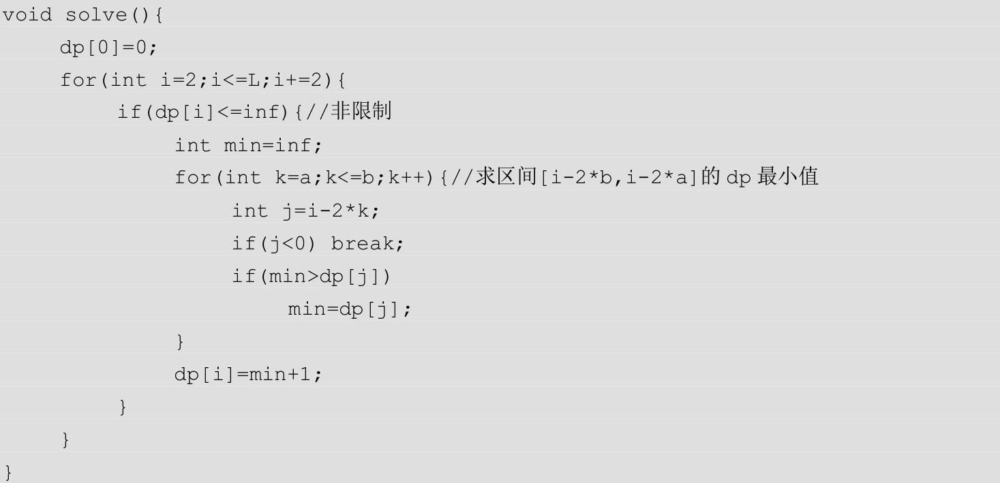 void solve(){
    dp[0]=0;
    for(int i=2;i<=L;i+=2){
        if(dp[i]<=inf){//非限制
            int min=inf;
            for(int k=a;k<=b;k++){//求区间[i-2*b,i-2*a]的dp最小值
                int j=i-2*k;
                if(j<0) break;
                if(min>dp[j])
                    min=dp[j];
            }
            dp[i]=min+1;
        }
    }
}